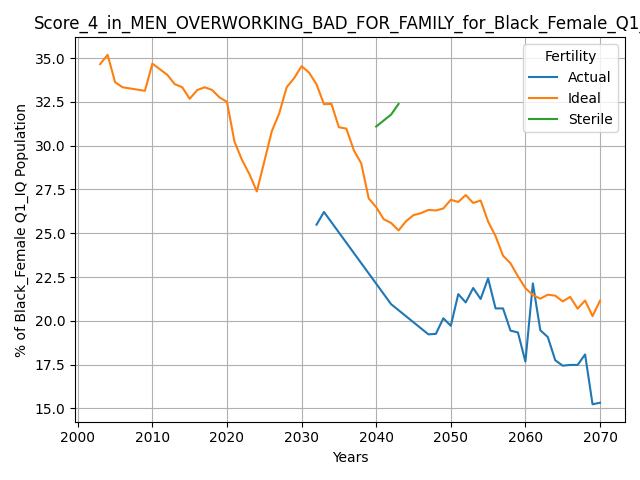 Score_4_in_MEN_OVERWORKING_BAD_FOR_FAMILY_for_Black_Female_Q1_
Fertility
Actual
Ideal
Sterile
% of Black_Female Q1_IQ Population
35.0
32.5
30.0
27.5
25.0
22.5
20.0
17.5
15.0
2000 2010 2020 2030 2040 2050 2060 2070
Years